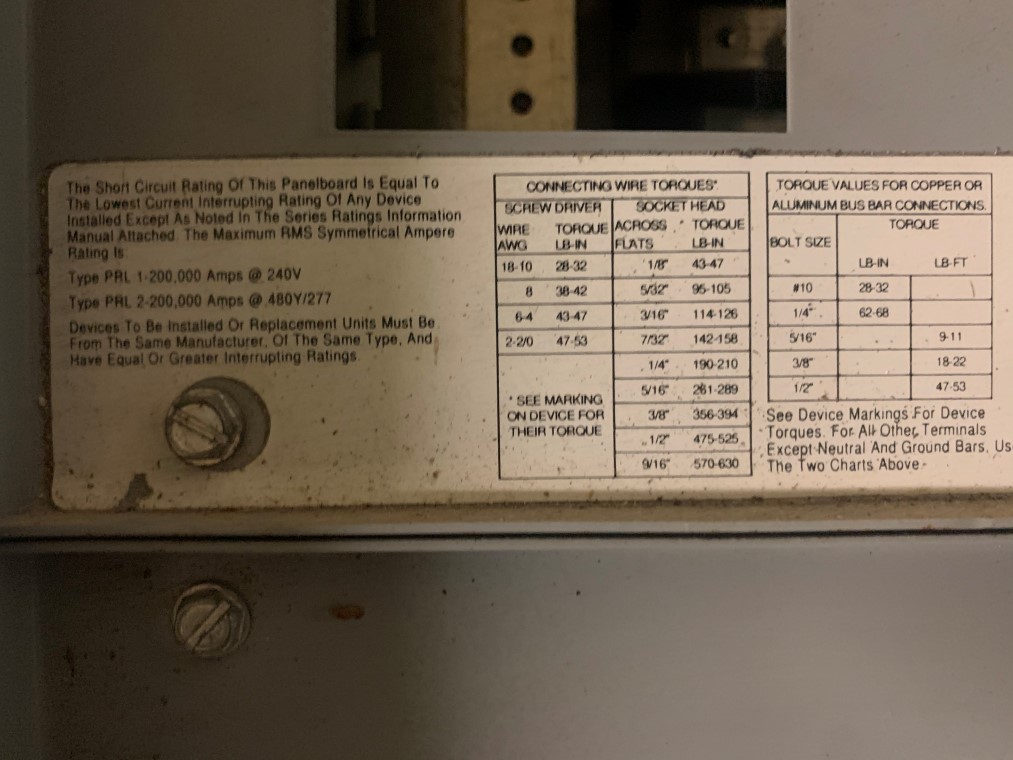 The Short Circuit Rating Of This Panelboard Is Equal To
The Lowest Current Interrupting Rating Of Any Device
Installed Except As Noted In The Series Ratings Information
Manual Attached. The Maximum RMS Symmetrical Ampere
Rating Is
Type PRL 1-200,000 Amps @ 240V
Type PRL 2-200,000 Amps @ 480Y/277
Devices To Be Installed Or Replacement Units Must Be
From The Same Manufacturer, Of The Same Type, And
Have Equal Or Greater Interrupting Ratings.
CONNECTING WIRE TORQUES*
SCREW DRIVER SOCKET HEAD
WIRE TORQUE ACROSS TORQUE
AWG LB-IN FLATS LB-IN
18-10 28-32 1/8" 43-47
8 38-42 5/32" 95-105
6-4 43-47 3/16" 114-126
2-2/0 47-53 7/32" 142-158
1/4" 190-210
5/16" 261-289
* SEE MARKING
ON DEVICE FOR 3/8" 356-394
THEIR TORQUE 1/2" 475-525
9/16" 570-630
TORQUE VALUES FOR COPPER OR
ALUMINUM BUS BAR CONNECTIONS.
TORQUE
BOLT SIZE
LB-IN LB-FT
#10 28-32
1/4" 62-68
5/16" 9-11
3/8" 18-22
1/2" 47-53
See Device Markings For Device
Torques. For All Other Terminals
Except Neutral And Ground Bars, Us
The Two Charts Above.